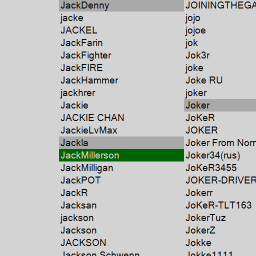 JackDenny
jacke
JACKEL
JackFarin
JackFighter
JackFIRE
JackHammer
jackhrer
Jackie
JACKIE CHAN
JackieLvMax
Jackla
JackMillerson
JackMilligan
JackPOT
JackR
Jacksan
jackson
Jackson
JACKSON
Jackson Schwenn
JOININGTHEGA
jojo
jojoe
jok
Jok3r
joke
Joke RU
joker
Joker
JoKeR
JOKER
Joker From Nor
Joker34(rus)
JoKeR3455
JOKER-DRIVER
Jokerr
JoKeR-TLT163
JokerTuz
JokerZ
Jokke
Jokke1111